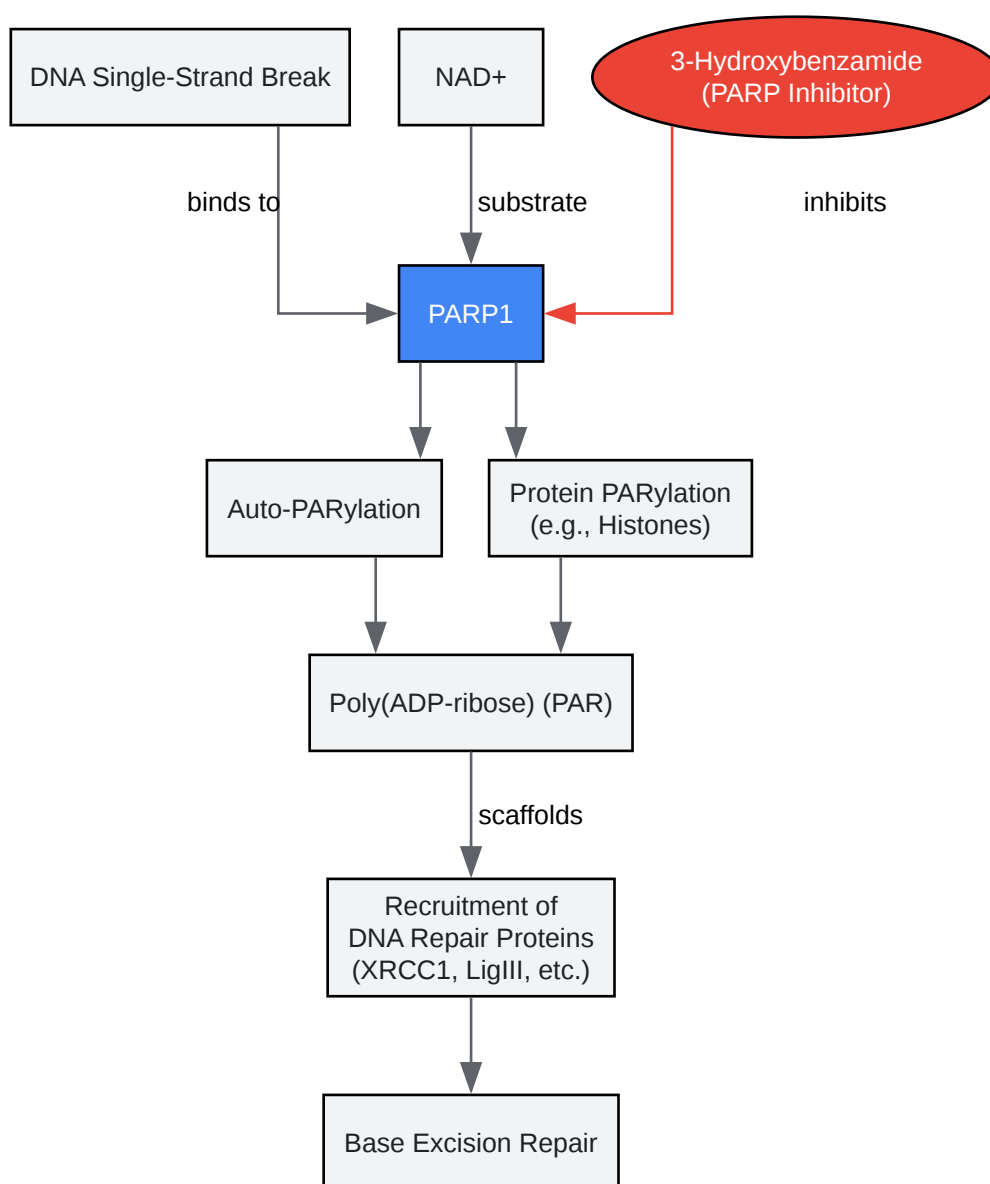 DNA Single-Strand Break
NAD+
3-Hydroxybenzamide
(PARP Inhibitor)
binds to
substrate
inhibits
PARP1
Auto-PARylation
Protein PARylation
(e.g., Histones)
Poly(ADP-ribose) (PAR)
scaffolds
Recruitment of
DNA Repair Proteins
(XRCC1, LigIII, etc.)
Base Excision Repair